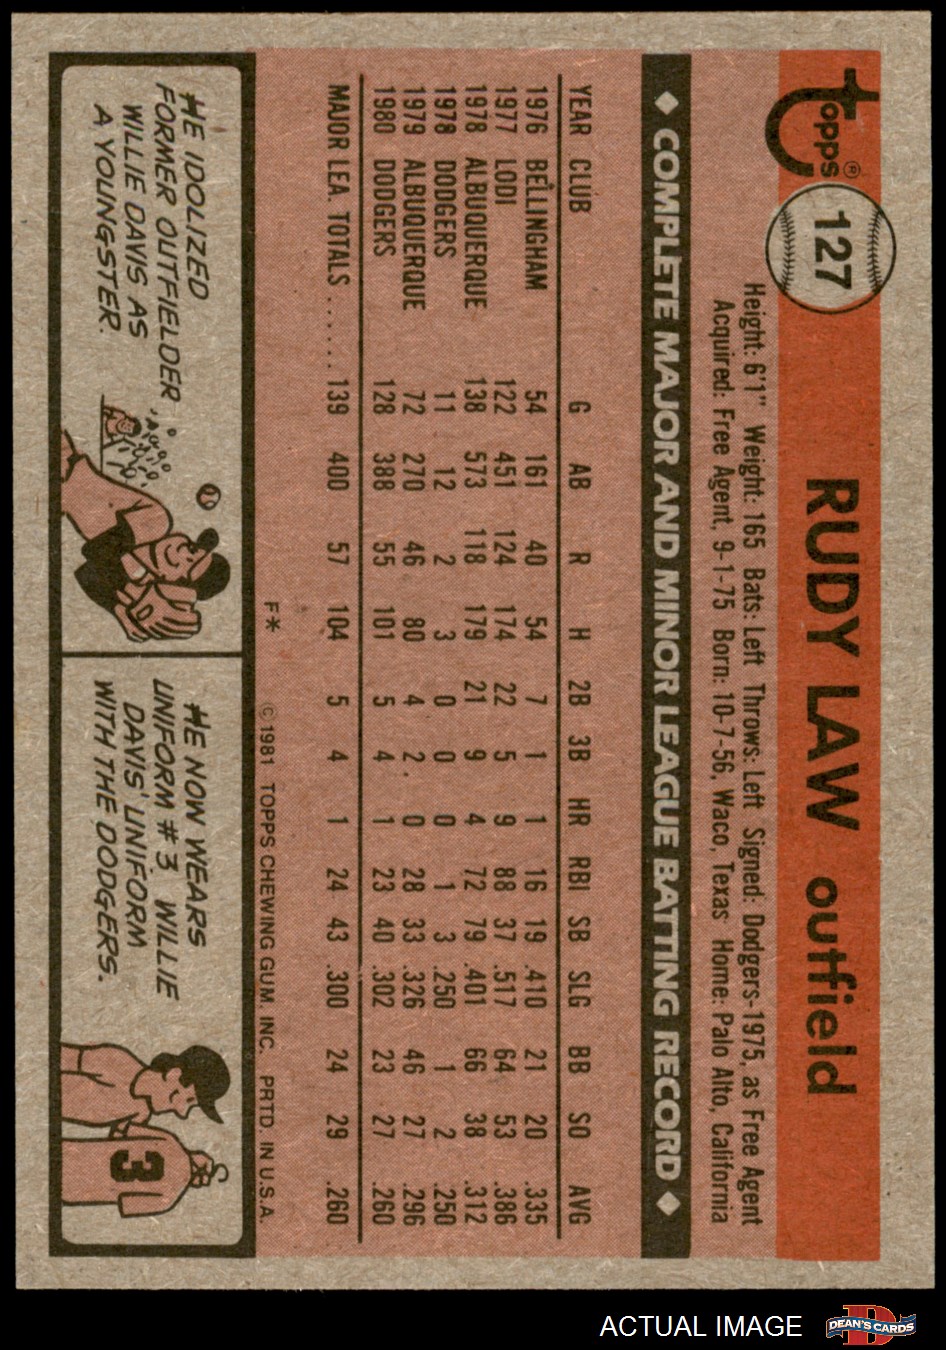 Topps®
127
RUDY LAW outfield
Height: 6'1" Weight: 165 Bats: Left Throws: Left Signed: Dodgers-1975, as Free Agent
Acquired: Free Agent, 9-1-75 Born: 10-7-56, Waco, Texas Home: Palo Alto, California
◆ COMPLETE MAJOR AND MINOR LEAGUE BATTING RECORD ◆
YEAR CLUB G AB R H 2B 3B HR RBI SB SLG BB SO AVG
1976 BELLINGHAM 54 161 40 54 7 1 1 16 19 .410 21 20 .335
1977 LODI 122 451 124 174 22 5 9 88 37 .517 64 53 .386
1978 ALBUQUERQUE 138 573 118 179 21 9 4 72 79 .401 66 38 .312
1978 DODGERS 11 12 2 3 0 0 0 1 3 .250 1 2 .250
1979 ALBUQUERQUE 72 270 46 80 4 2 0 28 33 .326 46 27 .296
1980 DODGERS 128 388 55 101 5 4 1 23 40 .302 23 27 .260
MAJOR LEA. TOTALS ...... 139 400 57 104 5 4 1 24 43 .300 24 29 .260
F* © 1981 TOPPS CHEWING GUM, INC. PRTD. IN U.S.A.
HE IDOLIZED
FORMER OUTFIELDER
WILLIE DAVIS AS
A YOUNGSTER.
HE NOW WEARS
UNIFORM #3 WILLIE
DAVIS' UNIFORM
WITH THE DODGERS.
3
ACTUAL IMAGE
D
DEAN'S CARDS